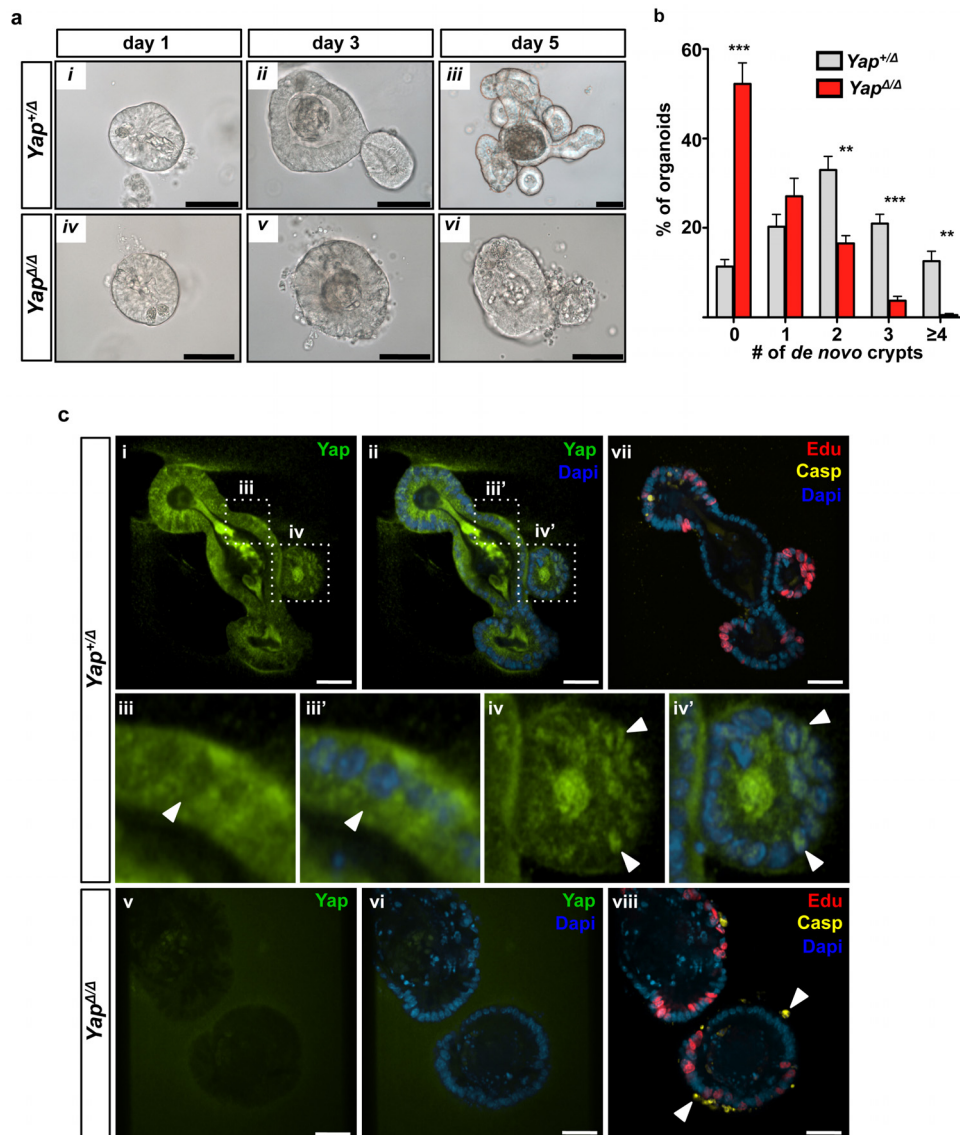 a
day 1
day 3
day 5
Yap+/Δ
i
ii
iii
YapΔ/Δ
iv
v
vi
b
60
40
20
% of organoids
***
**
***
**
Yap+/Δ
YapΔ/Δ
0
1
2
3
≥4
# of de novo crypts
c
Yap+/Δ
i
Yap
iii
iv
ii
Yap
Dapi
iii'
iv'
vii
Edu
Casp
Dapi
iii
iii'
iv
iv'
YapΔ/Δ
v
Yap
vi
Yap
Dapi
viii
Edu
Casp
Dapi